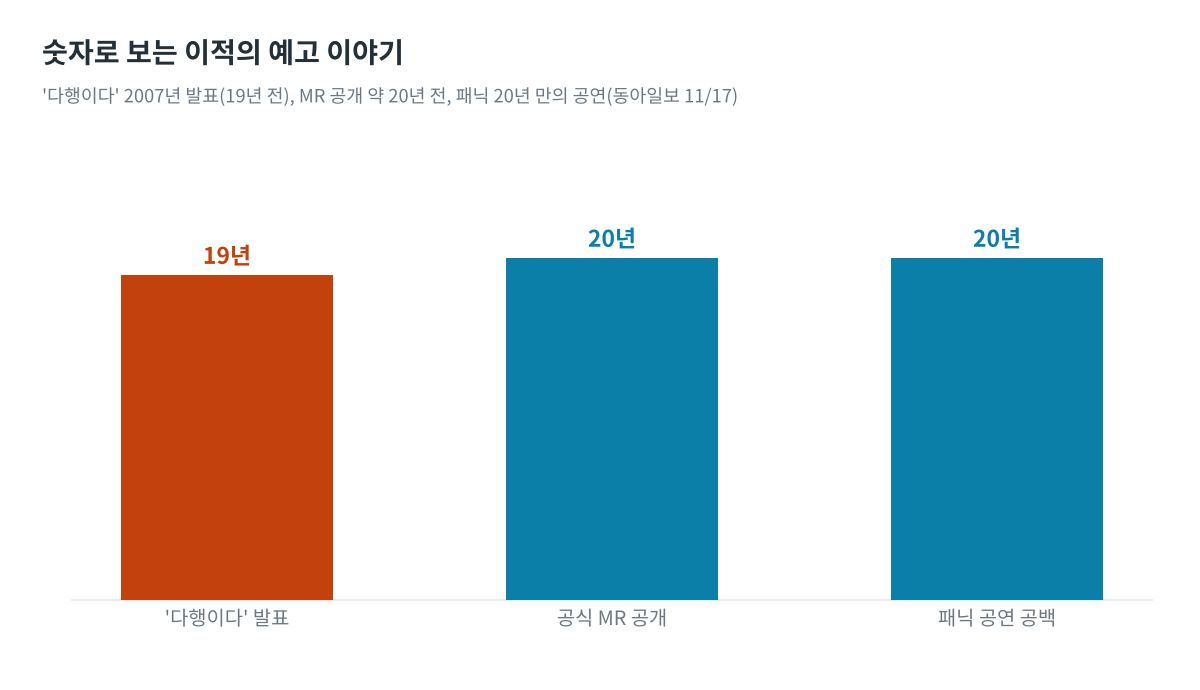 숫자로 보는 이적의 예고 이야기
'다행이다' 2007년 발표(19년 전), MR 공개 약 20년 전, 패닉 20년 만의 공연(동아일보 11/17)
19년
20년
20년
'다행이다' 발표
공식 MR 공개
패닉 공연 공백